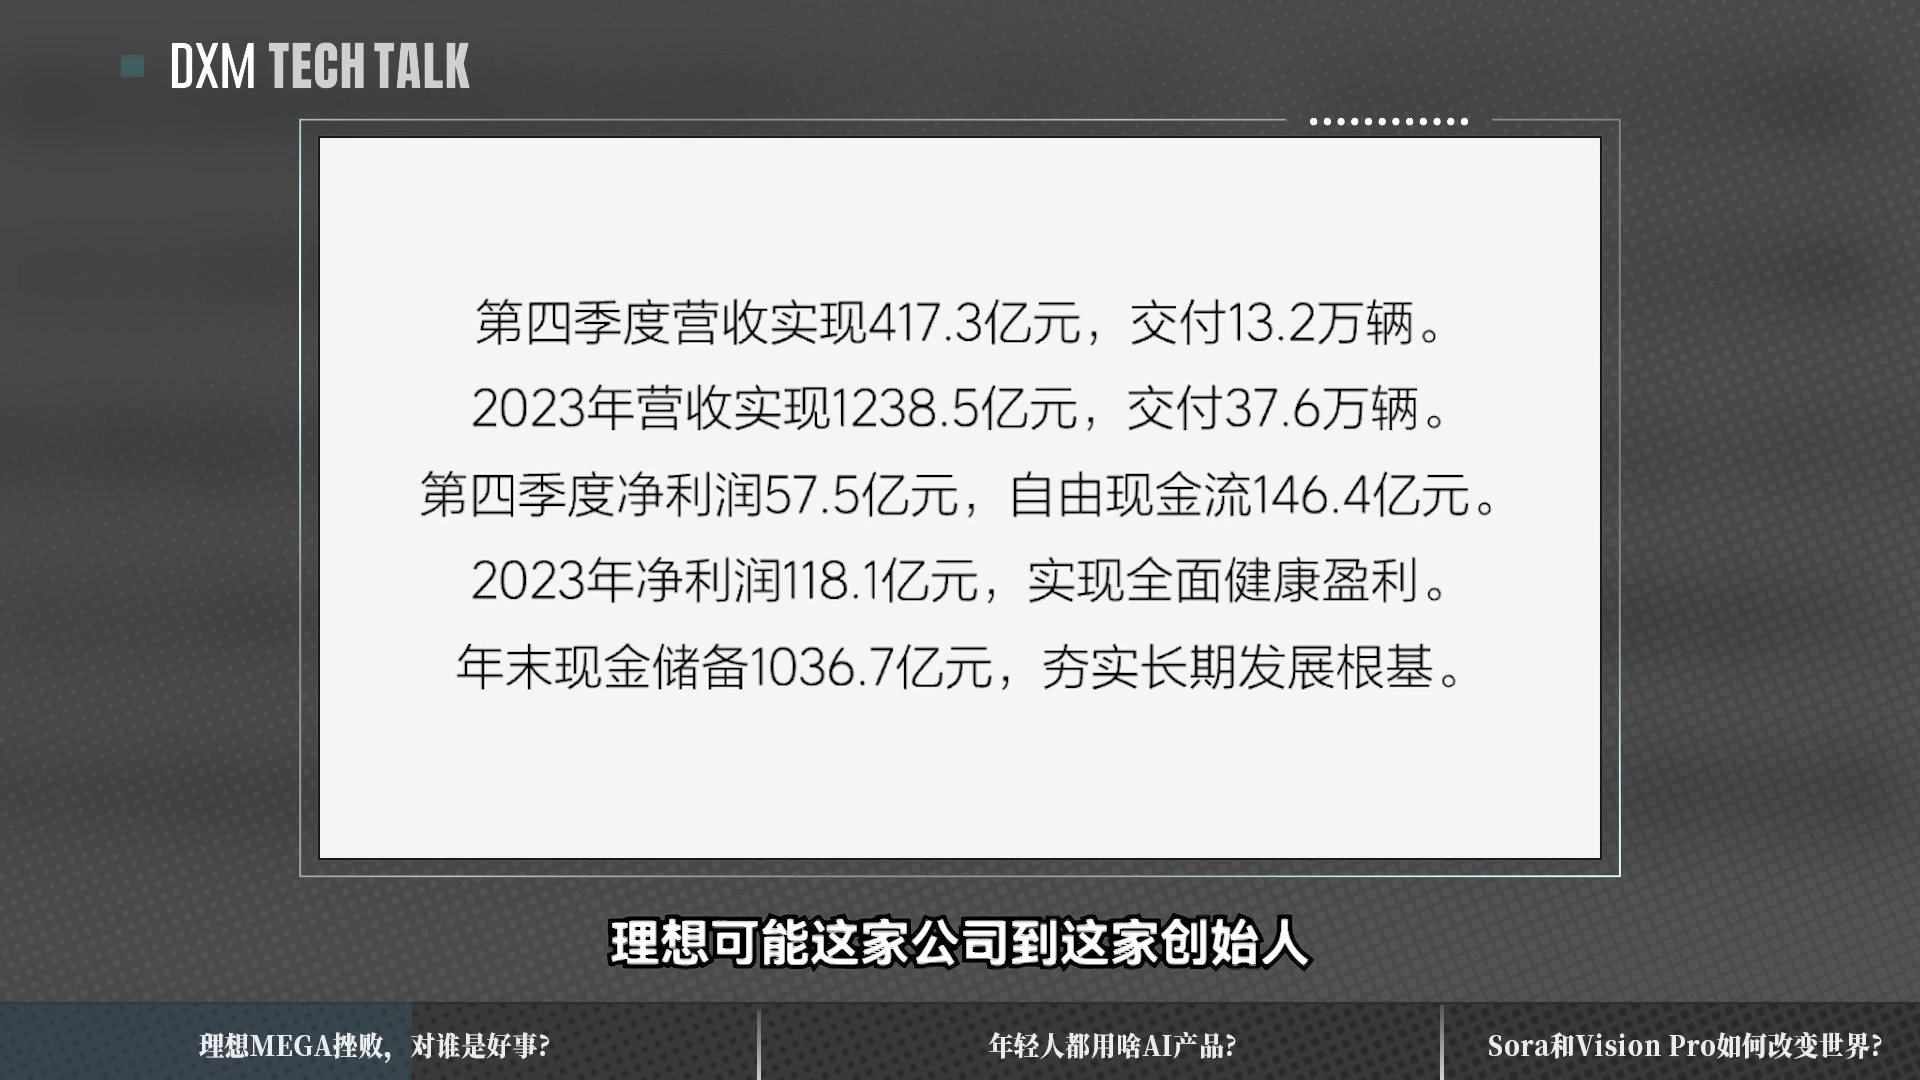 DXM TECH TALK
第四季度营收实现417.3亿元，交付13.2万辆。
2023年营收实现1238.5亿元，交付37.6万辆。
第四季度净利润57.5亿元，自由现金流146.4亿元。
2023年净利润118.1亿元，实现全面健康盈利。
年末现金储备1036.7亿元，夯实长期发展根基。
理想可能这家公司到这家创始人
理想MEGA挫败，对谁是好事?
年轻人都用啥AI产品?
Sora和Vision Pro如何改变世界?